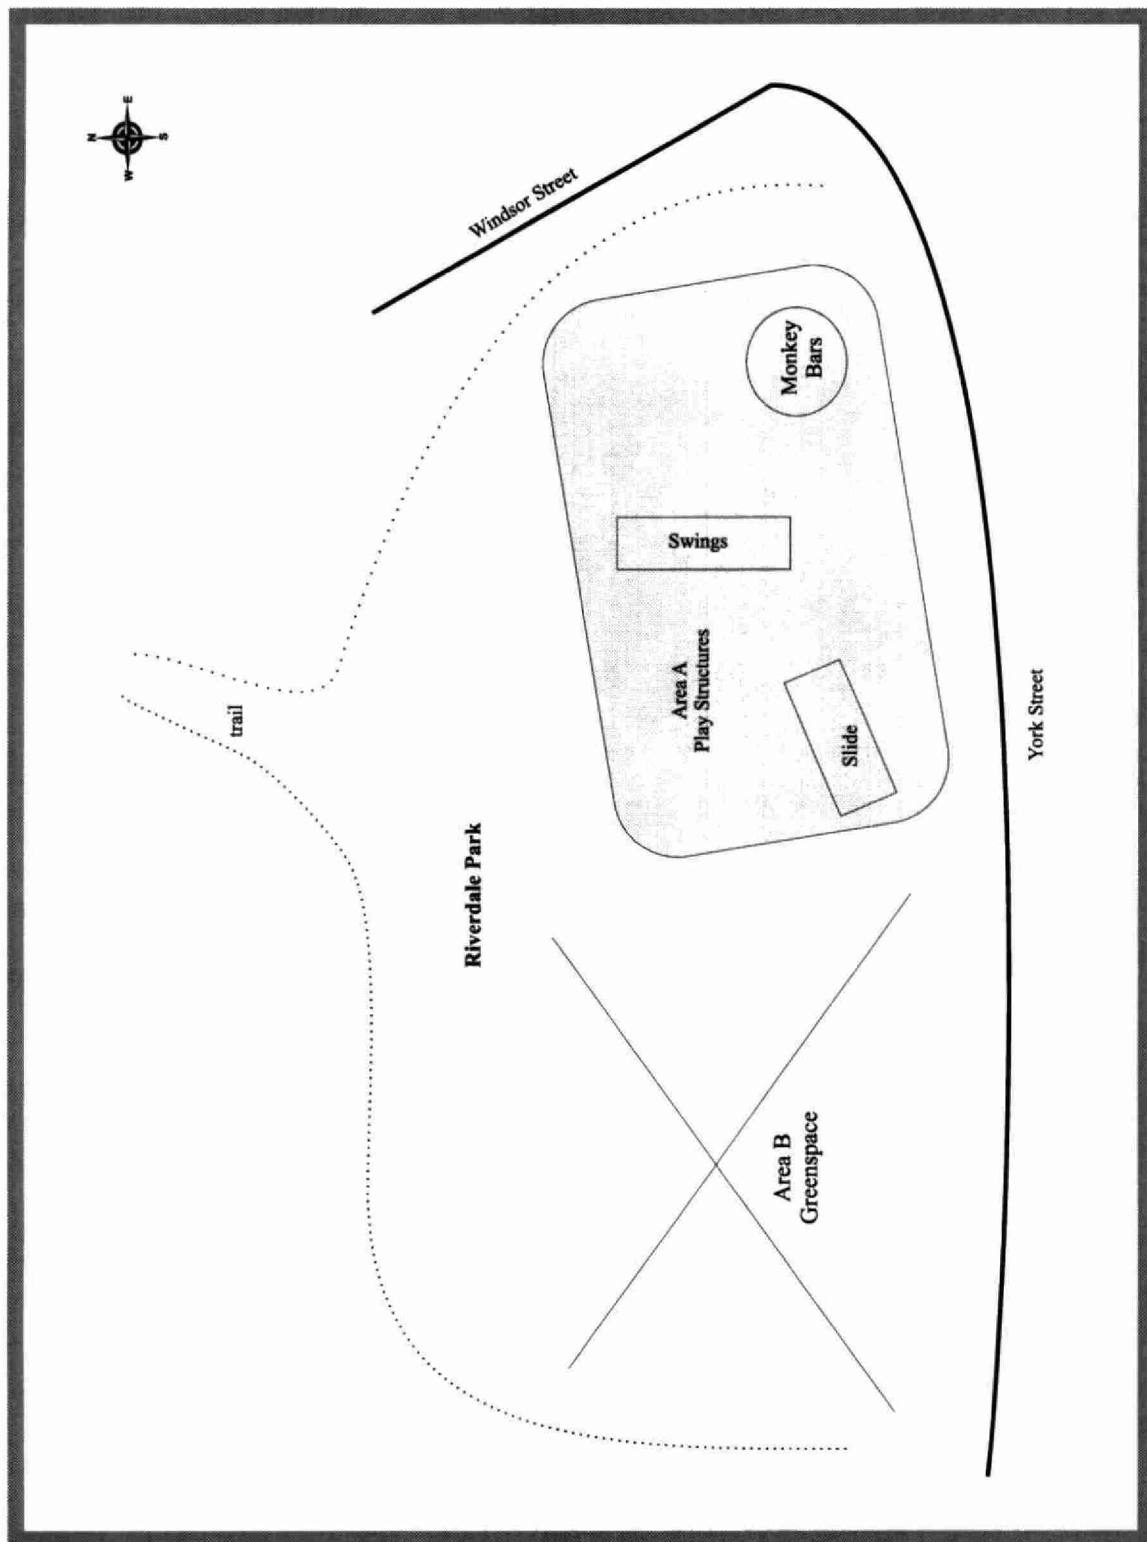 N
W
E
S
trail
Windsor Street
Riverdale Park
Area A
Play Structures
Swings
Monkey
Bars
Slide
Area B
Greenspace
York Street